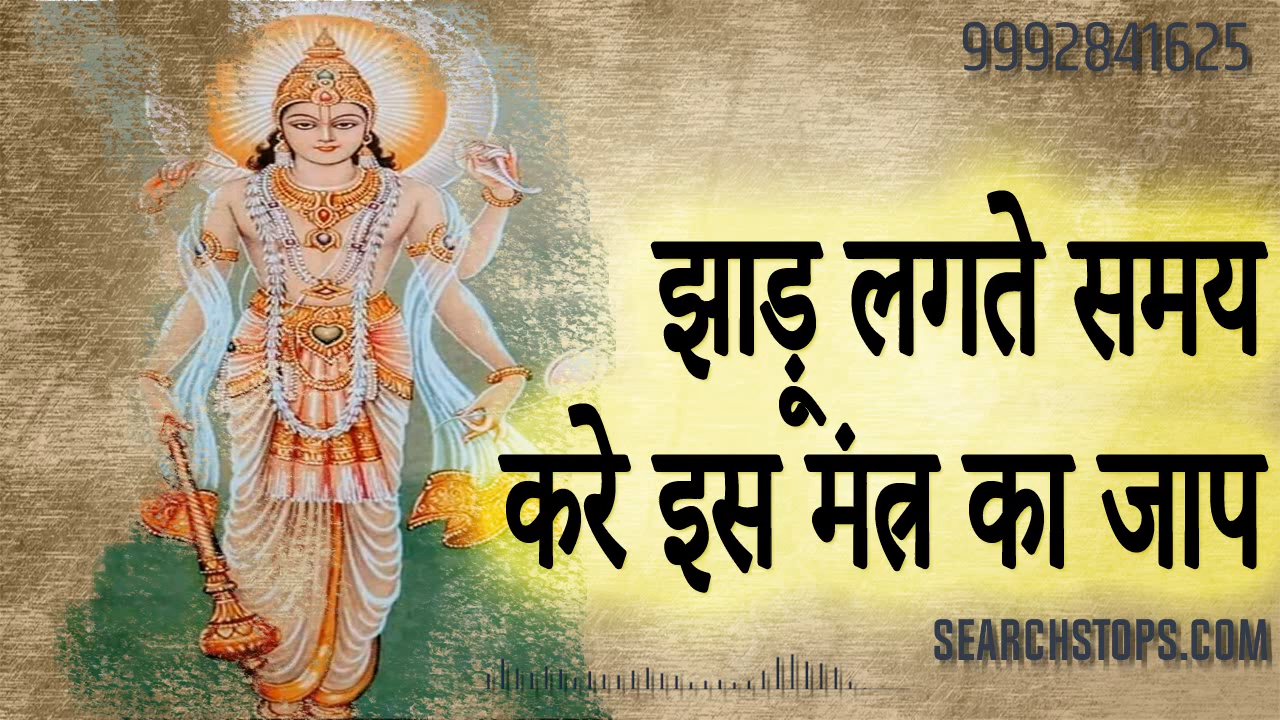 9992841625
झाड़ू लगते समय
करे इस मंत्र का जाप
SEARCHSTOPS.COM